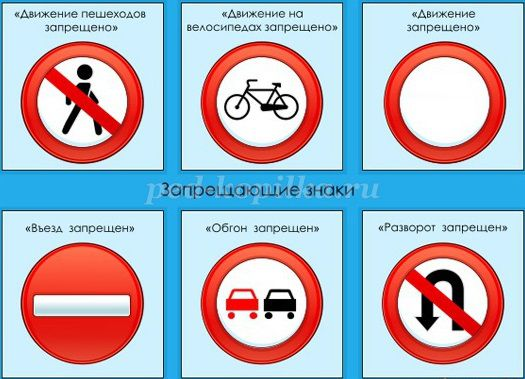 «Движение пешеходов
запрещено»
«Движение на
велосипедах запрещено»
«Движение
запрещено»
Запрещающие знаки
«Въезд запрещен»
«Обгон запрещен»
«Разворот запрещен»